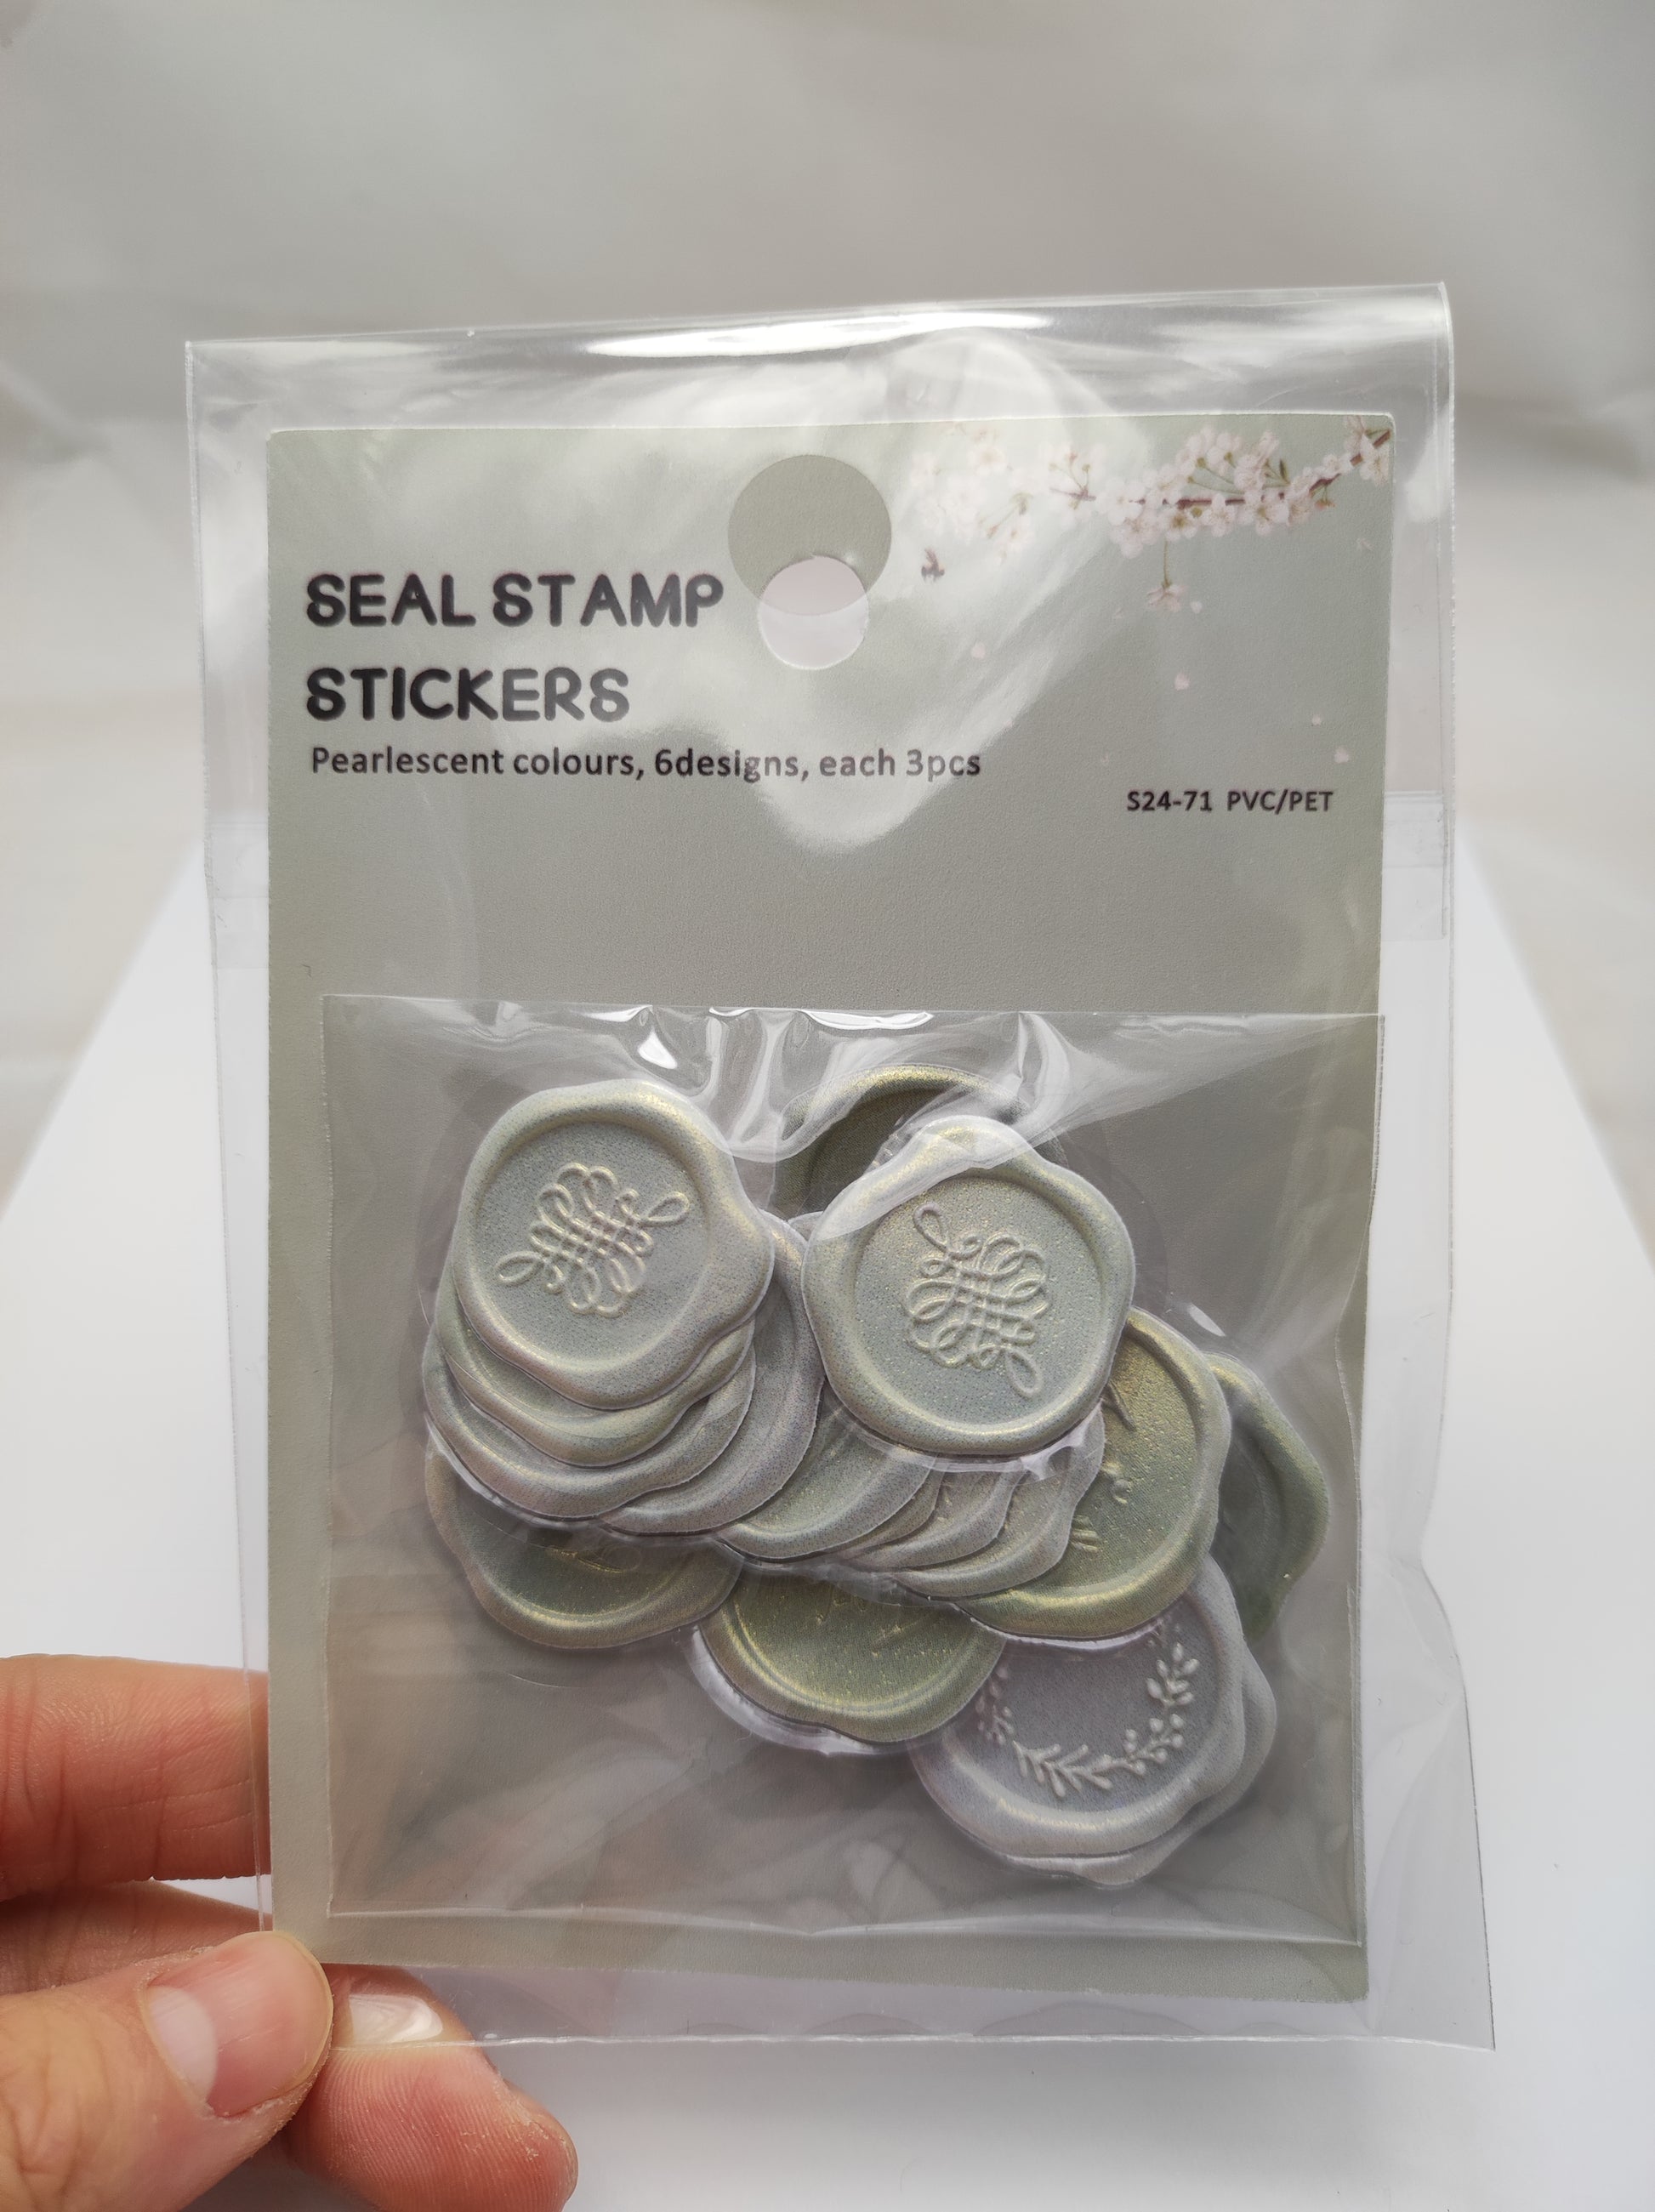 SEAL STAMP
STICKERS
Pearlescent colours, 6designs, each 3pcs
S24-71 PVC/PET